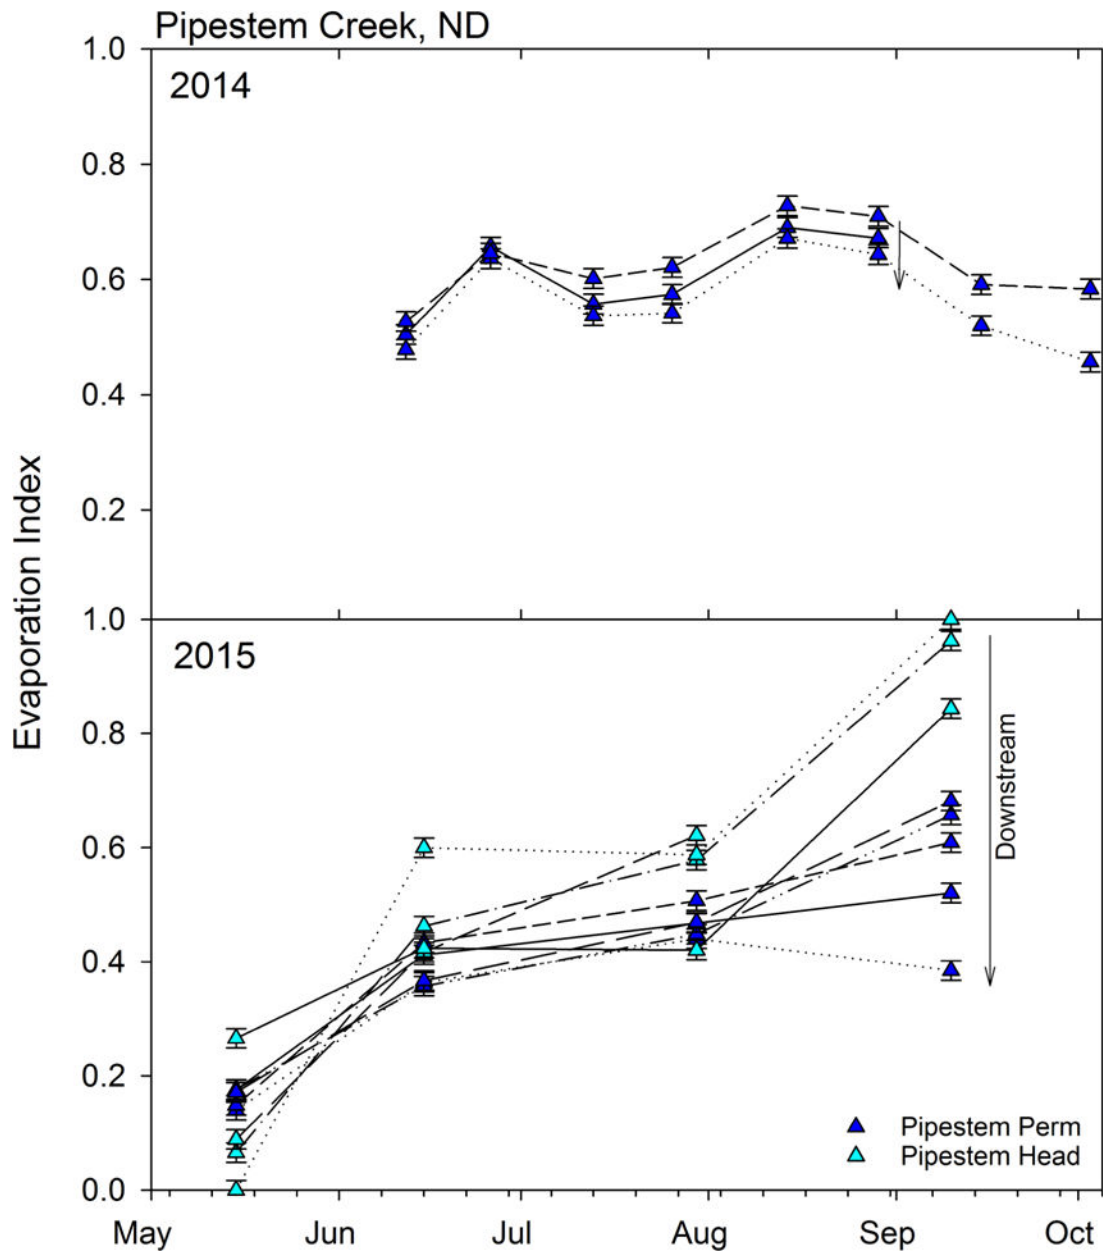 Pipestem Creek, ND
1.0
2014
0.8
0.6
0.4
0.2
Evaporation Index
1.0
2015
0.8
0.6
0.4
0.2
0.0
Downstream
Pipestem Perm
Pipestem Head
May Jun Jul Aug Sep Oct